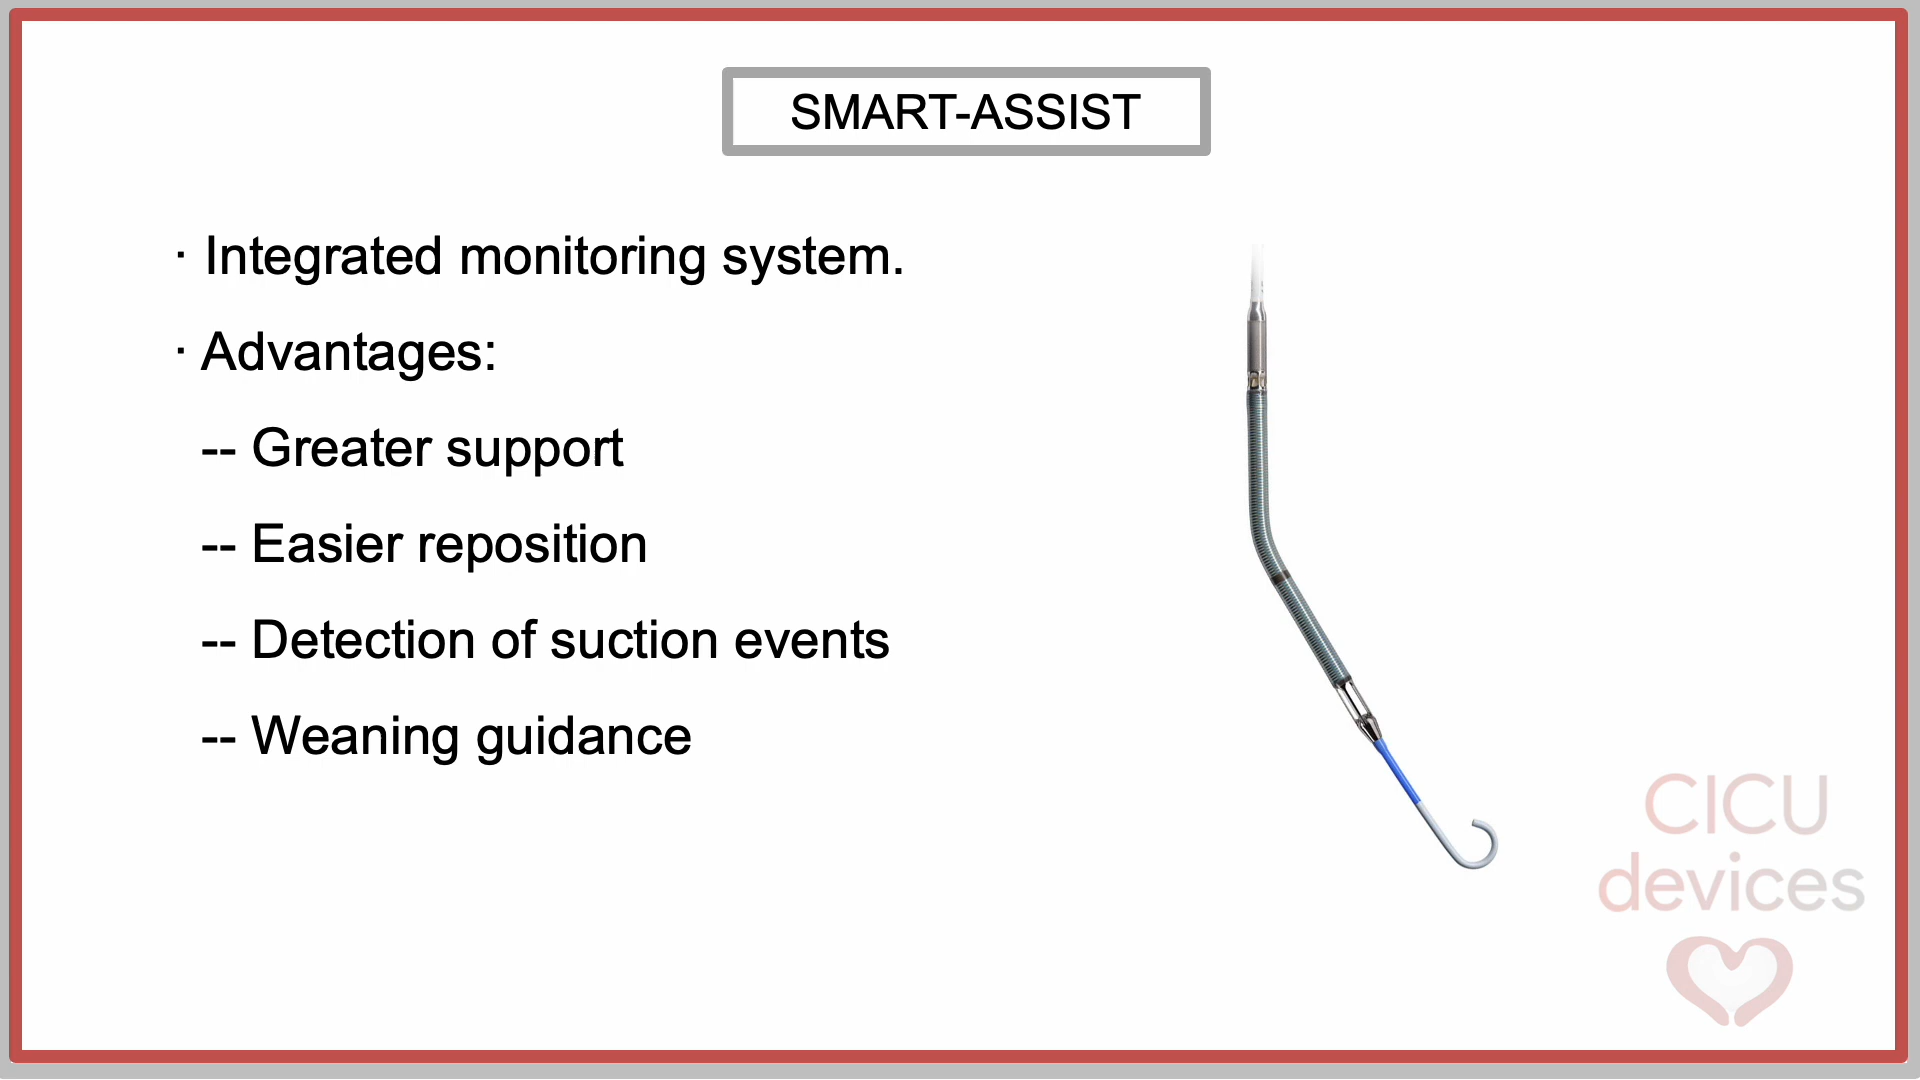 SMART-ASSIST
· Integrated monitoring system.
· Advantages:
-- Greater support
-- Easier reposition
-- Detection of suction events
-- Weaning guidance
CICU
devices